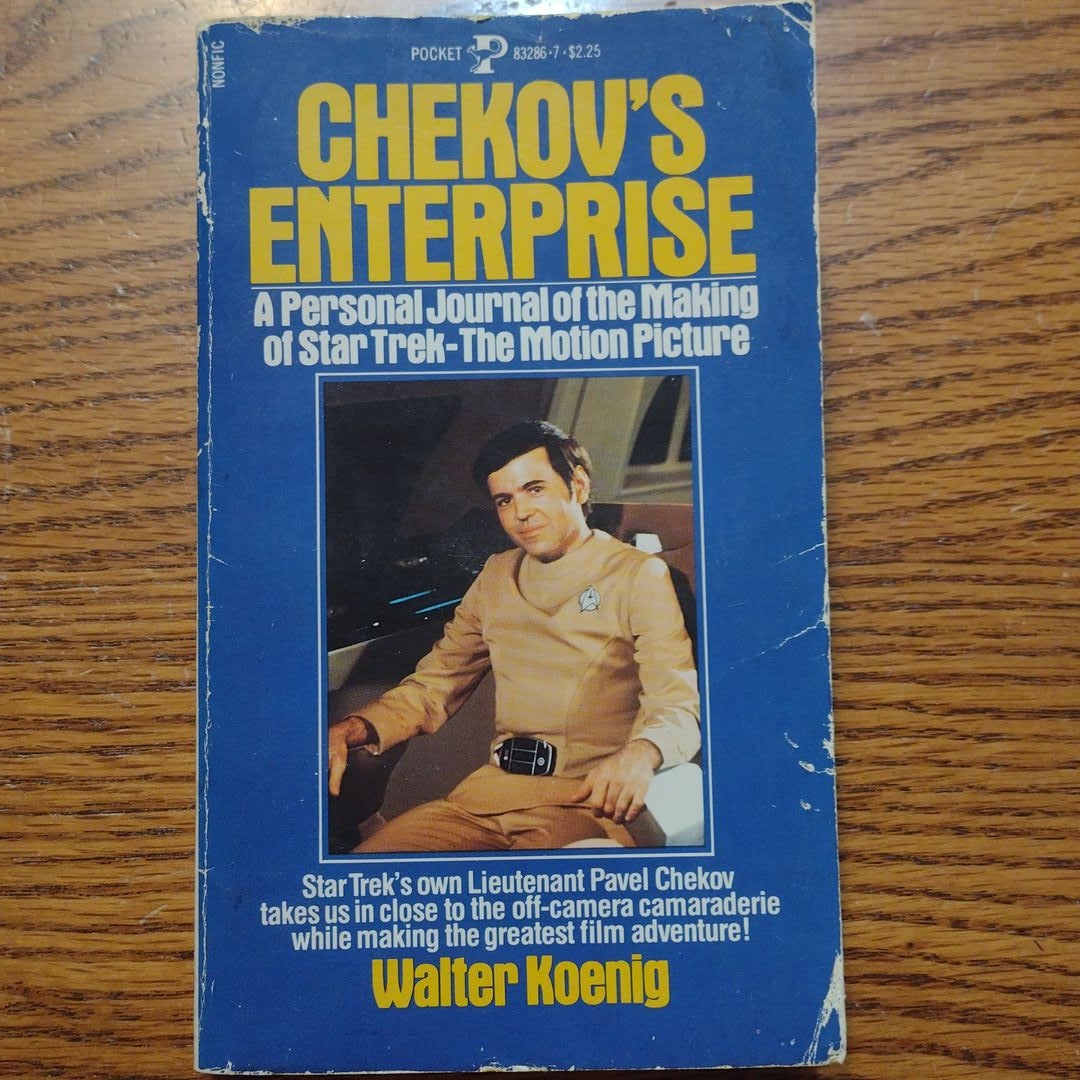 NONFIC
POCKET P 83286·7·$2.25
CHEKOV'S
ENTERPRISE
A Personal Journal of the Making
of Star Trek-The Motion Picture
Star Trek's own Lieutenant Pavel Chekov
takes us in close to the off-camera camaraderie
while making the greatest film adventure!
Walter Koenig